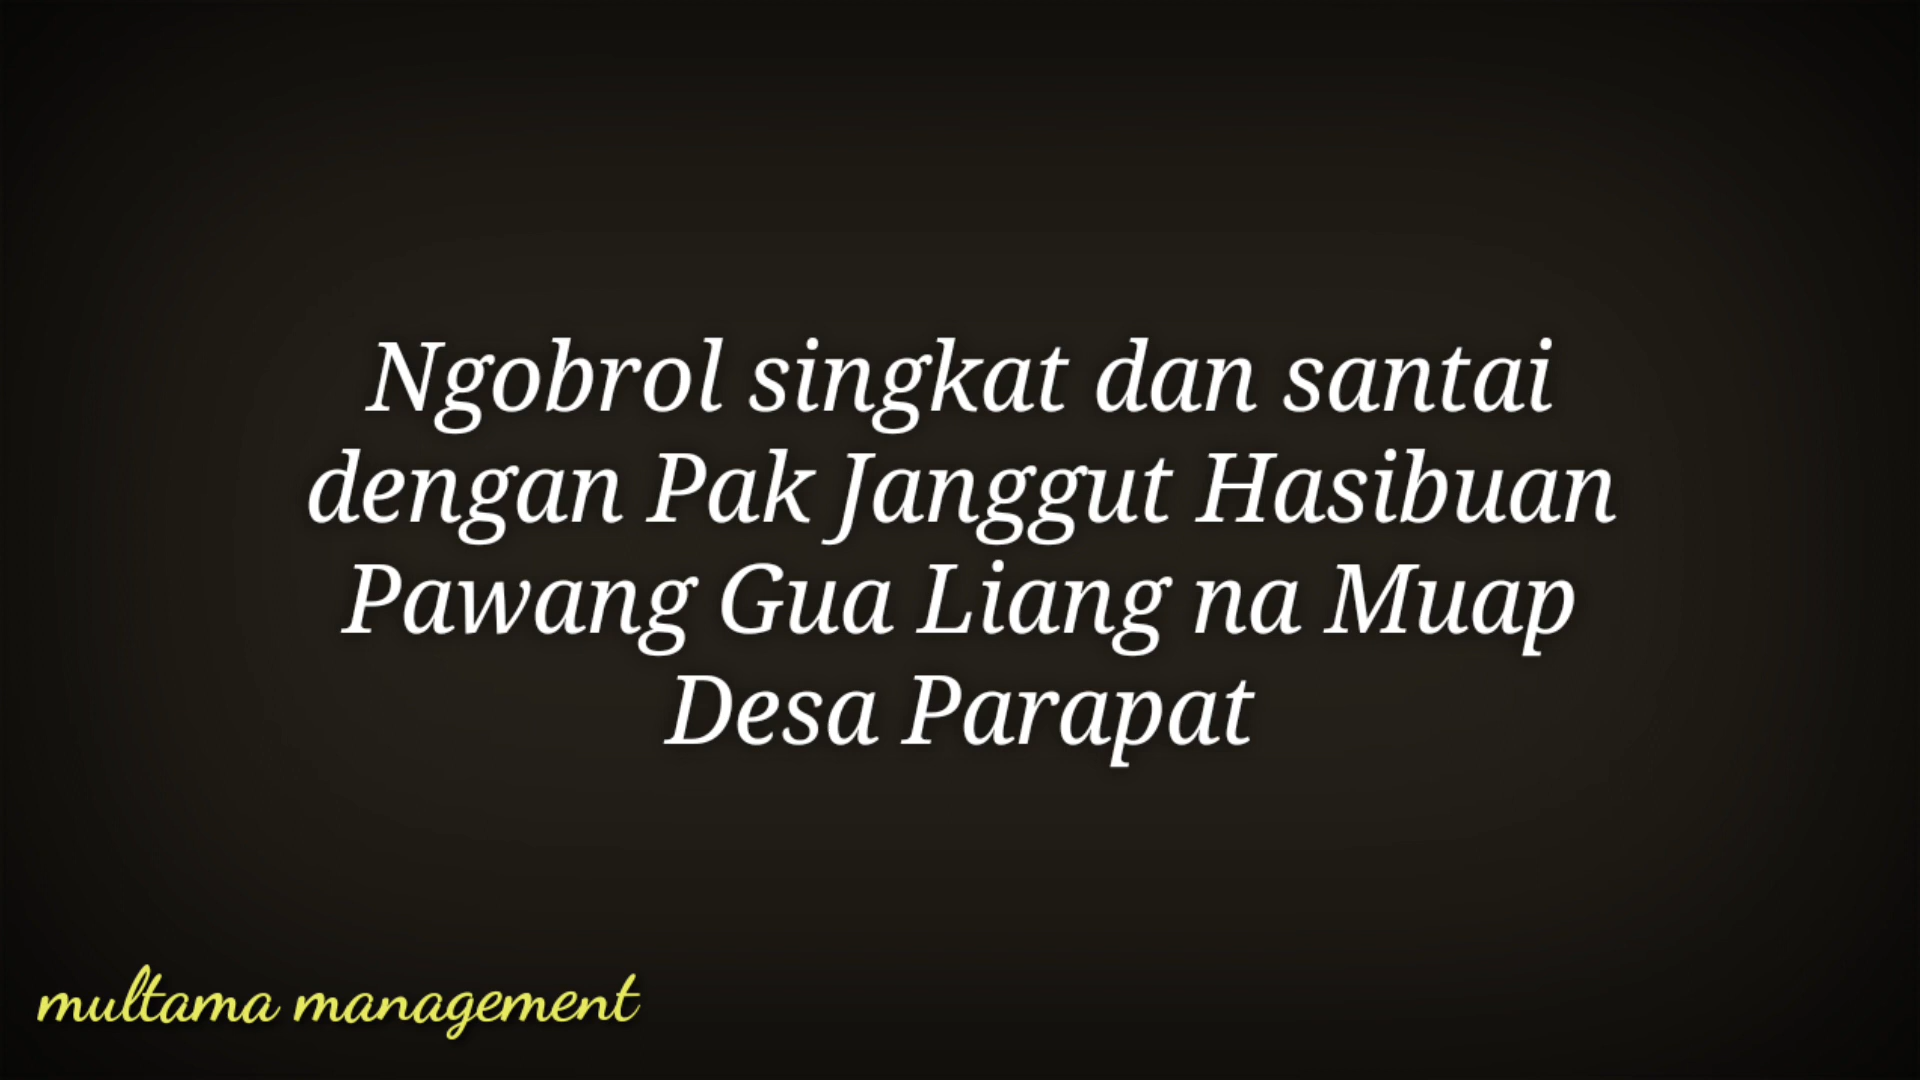 Ngobrol singkat dan santai
dengan Pak Janggut Hasibuan
Pawang Gua Liang na Muap
Desa Parapat
multama management